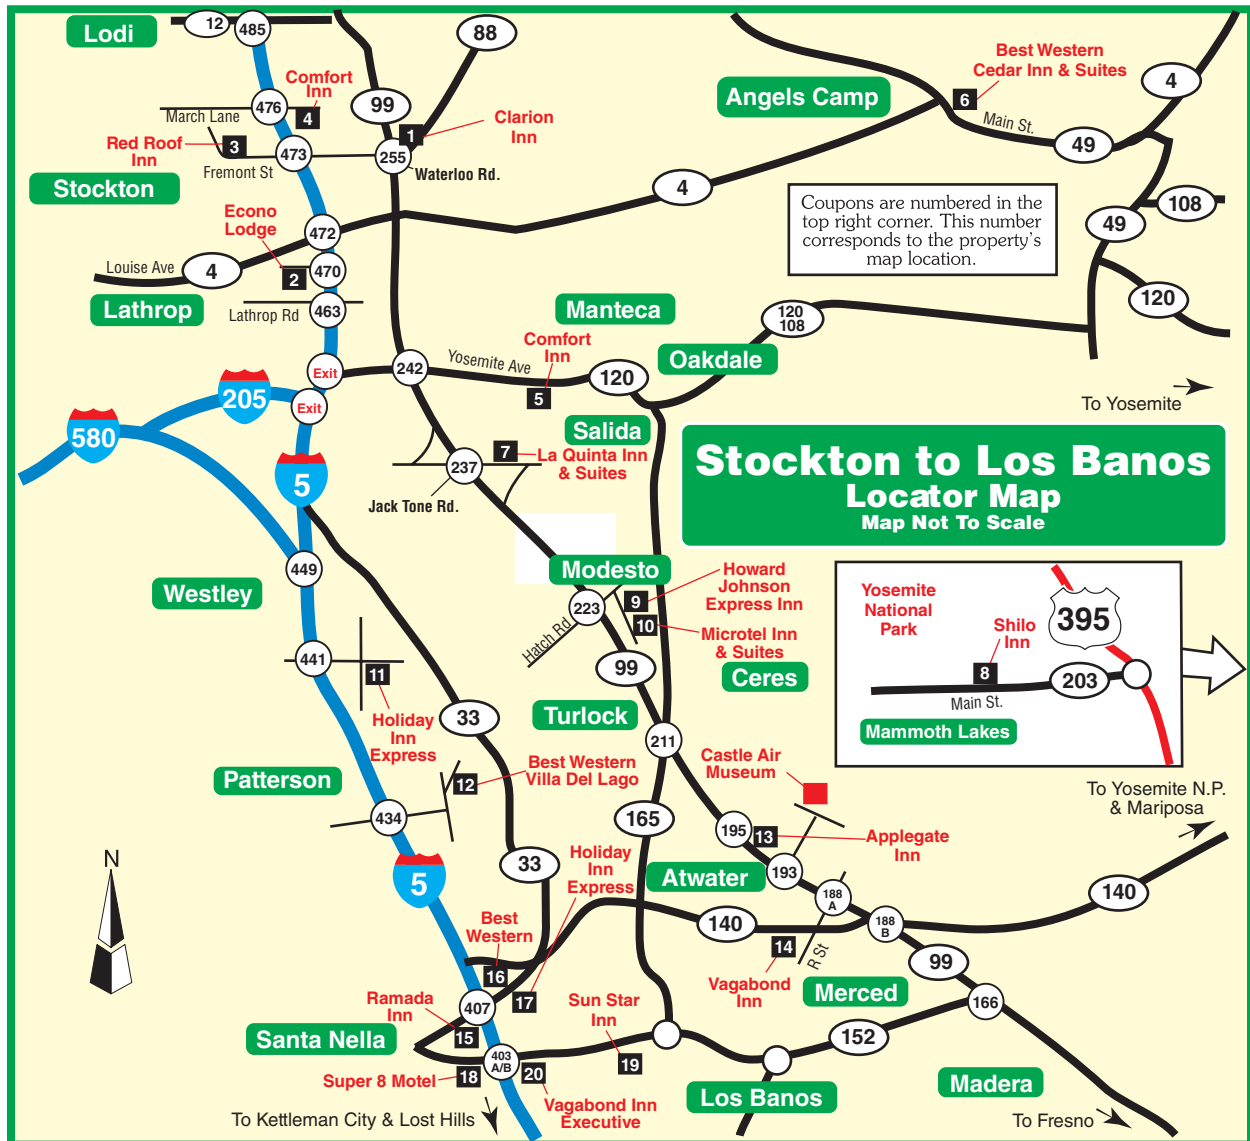 Lodi
12
485
88
99
Comfort
Inn
476
4
March Lane
Red Roof
Inn
3
473
Fremont St
1
Clarion
Inn
255
Waterloo Rd.
Stockton
Angels Camp
Best Western
Cedar Inn & Suites
6
Main St.
49
4
4
108
49
120
Coupons are numbered in the
top right corner. This number
corresponds to the property's
map location.
Econo
Lodge
472
Louise Ave
4
2
470
Lathrop
Lathrop Rd
463
Manteca
120
108
Oakdale
Exit
242
Yosemite Ave
Comfort
Inn
5
120
To Yosemite
205
Exit
580
5
Salida
7
La Quinta Inn
& Suites
237
Jack Tone Rd.
Stockton to Los Banos
Locator Map
Map Not To Scale
449
Westley
Modesto
223
Hatch Rd
9
Howard
Johnson
Express Inn
10
Microtel Inn
& Suites
99
Ceres
Yosemite
National
Park
Shilo
Inn
8
395
203
Main St.
Mammoth Lakes
441
11
Holiday
Inn
Express
33
Turlock
211
Patterson
12
Best Western
Villa Del Lago
434
Castle Air
Museum
To Yosemite N.P.
& Mariposa
165
195
13
Applegate
Inn
193
Atwater
188
A
188
B
N
5
33
Holiday
Inn
Express
140
140
14
R St
Vagabond
Inn
Merced
99
Best
Western
16
17
407
Ramada
Inn
15
Santa Nella
Sun Star
Inn
19
166
152
403
A/B
18
Super 8 Motel
20
Vagabond Inn
Executive
Los Banos
Madera
To Kettleman City & Lost Hills
To Fresno